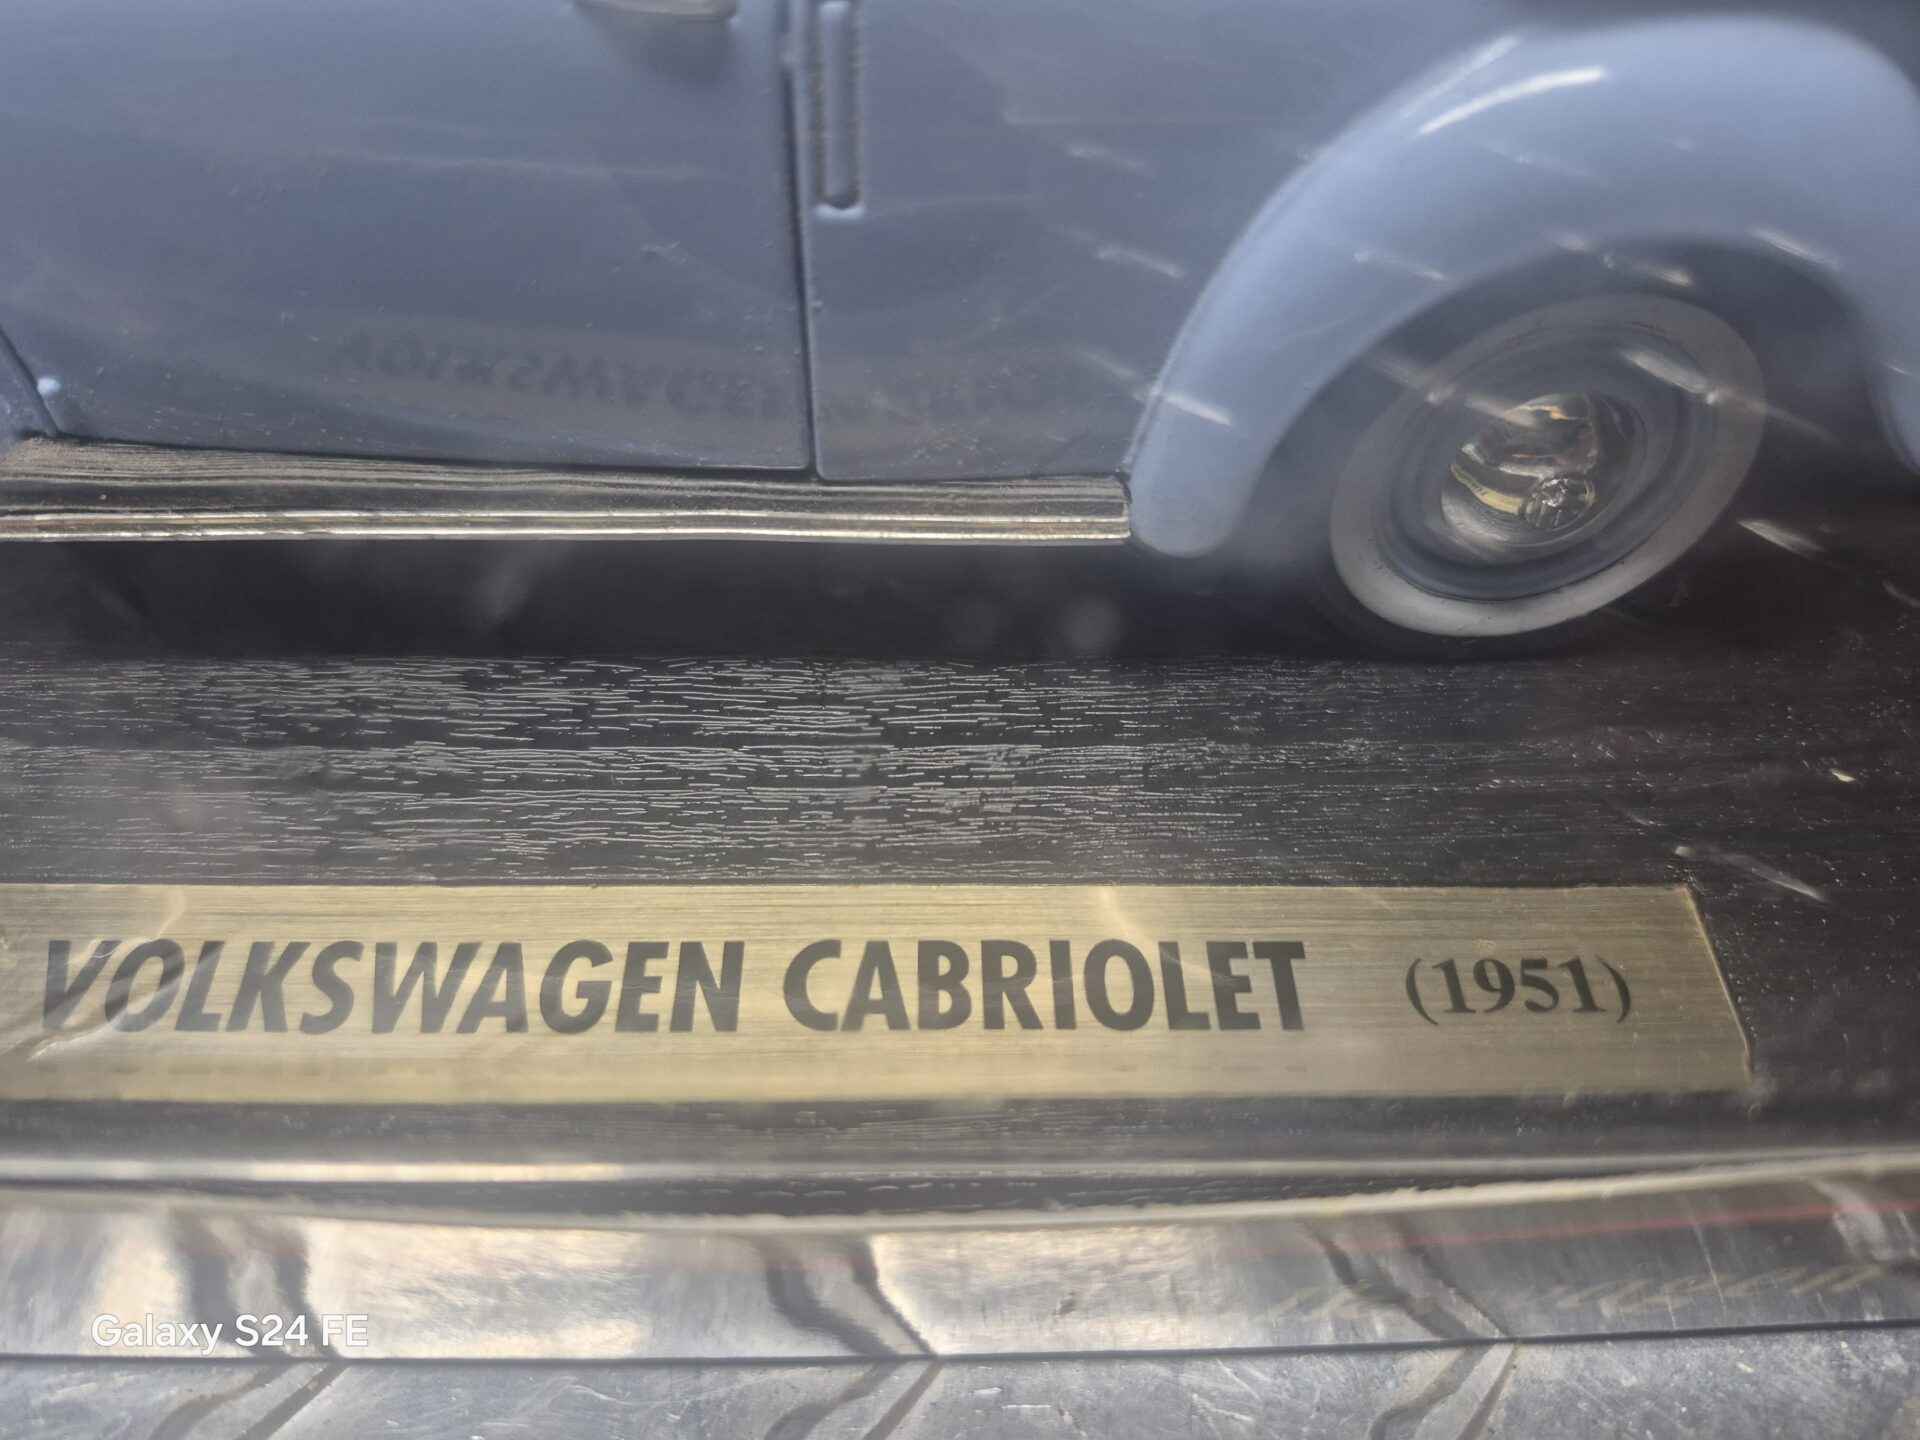 VOLKSWAGEN CABRIOLET (1951)
Galaxy S24 FE